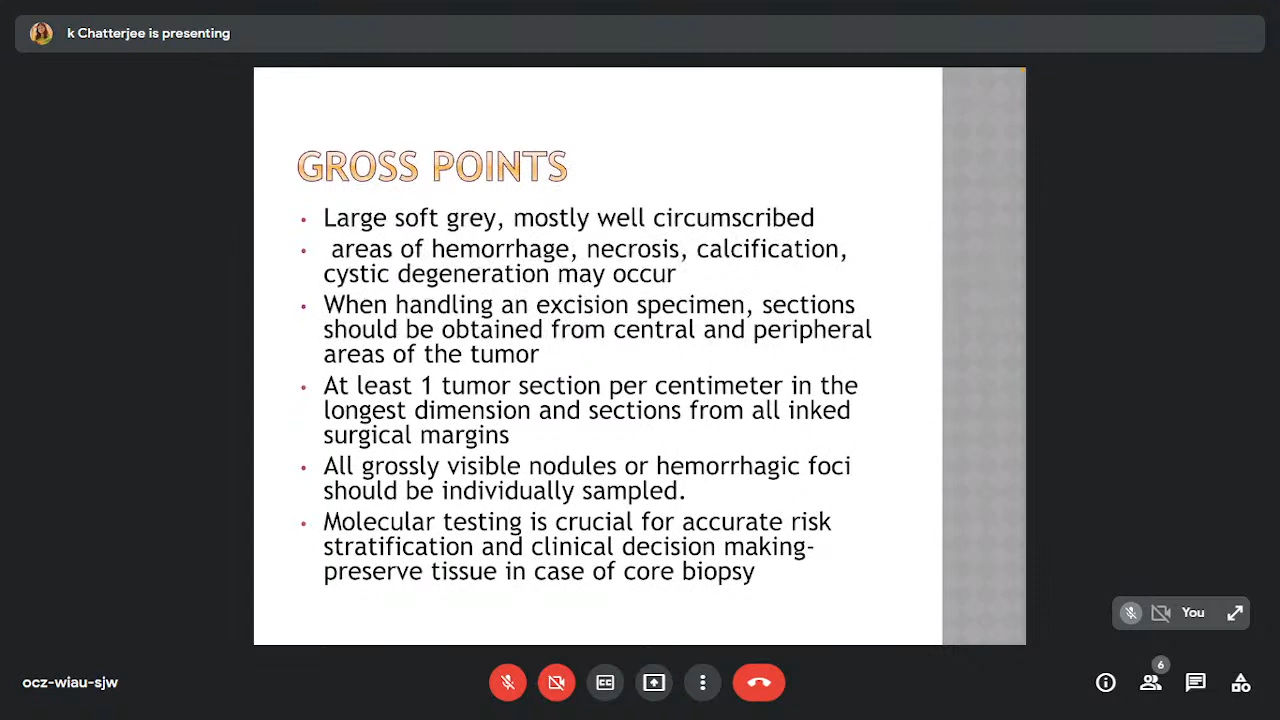 k Chatterjee is presenting
GROSS POINTS
• Large soft grey, mostly well circumscribed
• areas of hemorrhage, necrosis, calcification,
cystic degeneration may occur
• When handling an excision specimen, sections
should be obtained from central and peripheral
areas of the tumor
• At least 1 tumor section per centimeter in the
longest dimension and sections from all inked
surgical margins
• All grossly visible nodules or hemorrhagic foci
should be individually sampled.
• Molecular testing is crucial for accurate risk
stratification and clinical decision making-
preserve tissue in case of core biopsy
You
ocz-wiau-sjw
CC
6